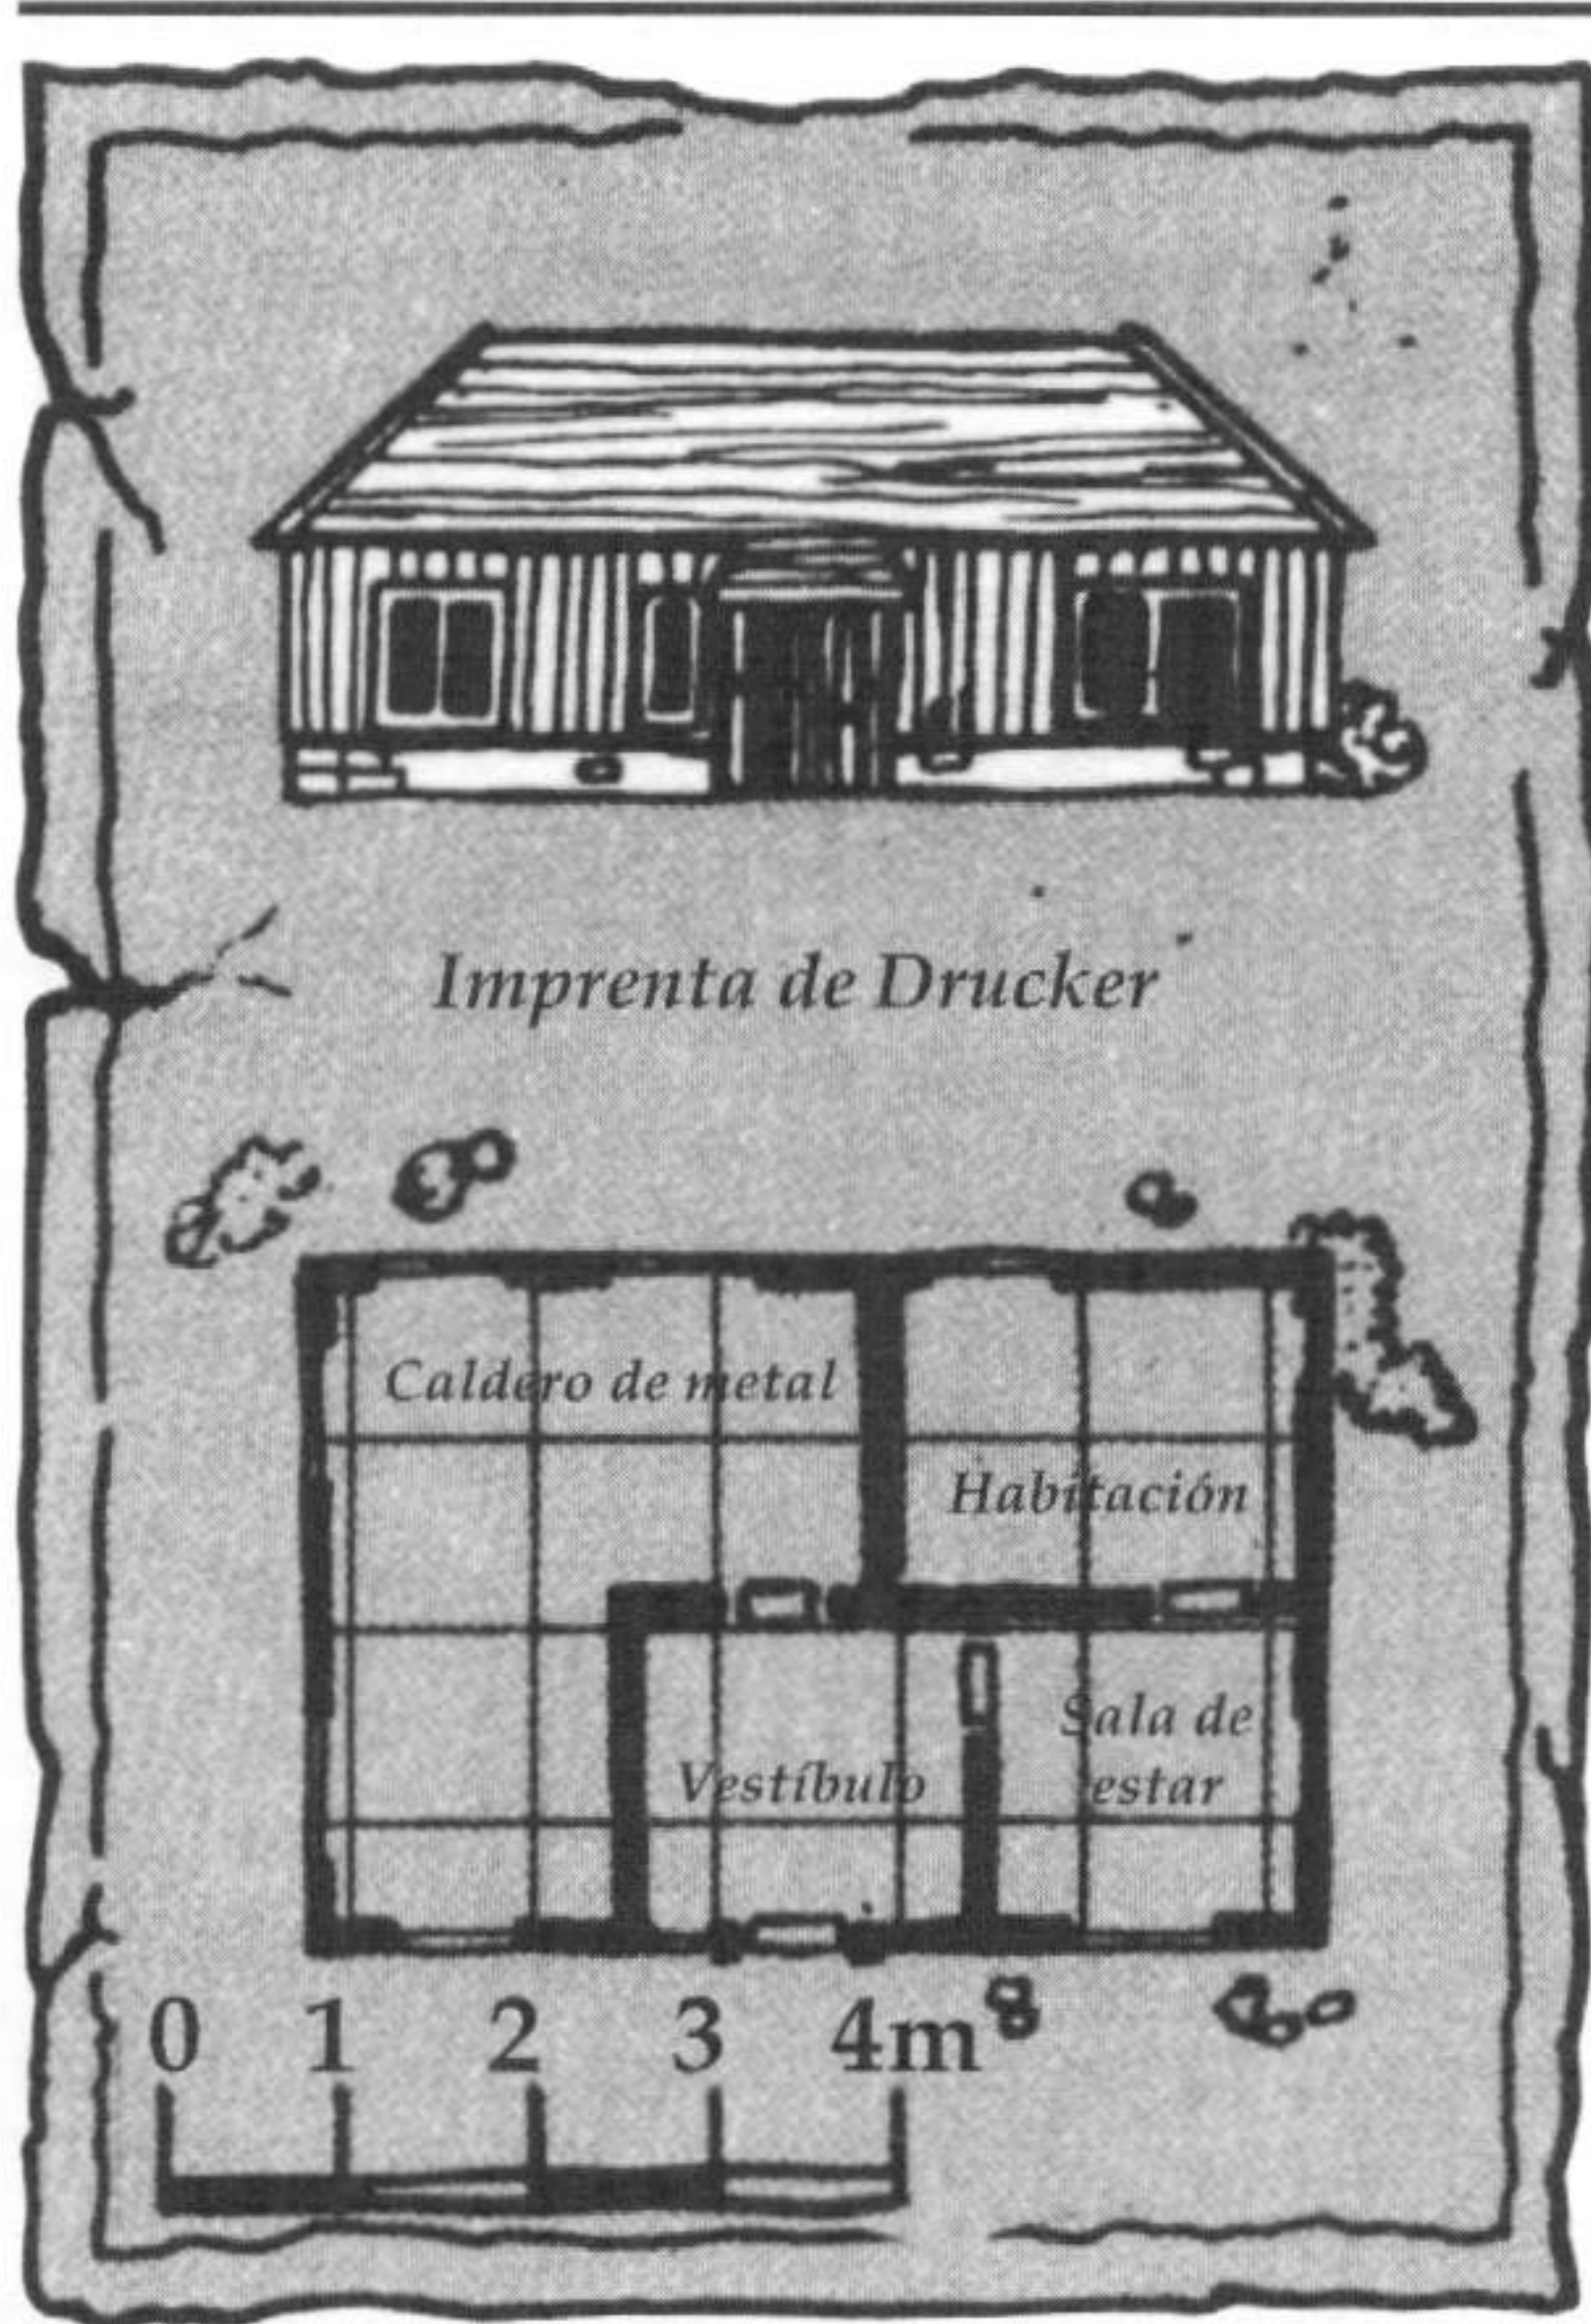 Imprenta de Drucker
Caldero de metal
Habitación
Sala de
estar
Vestíbulo
0 1 2 3 4m